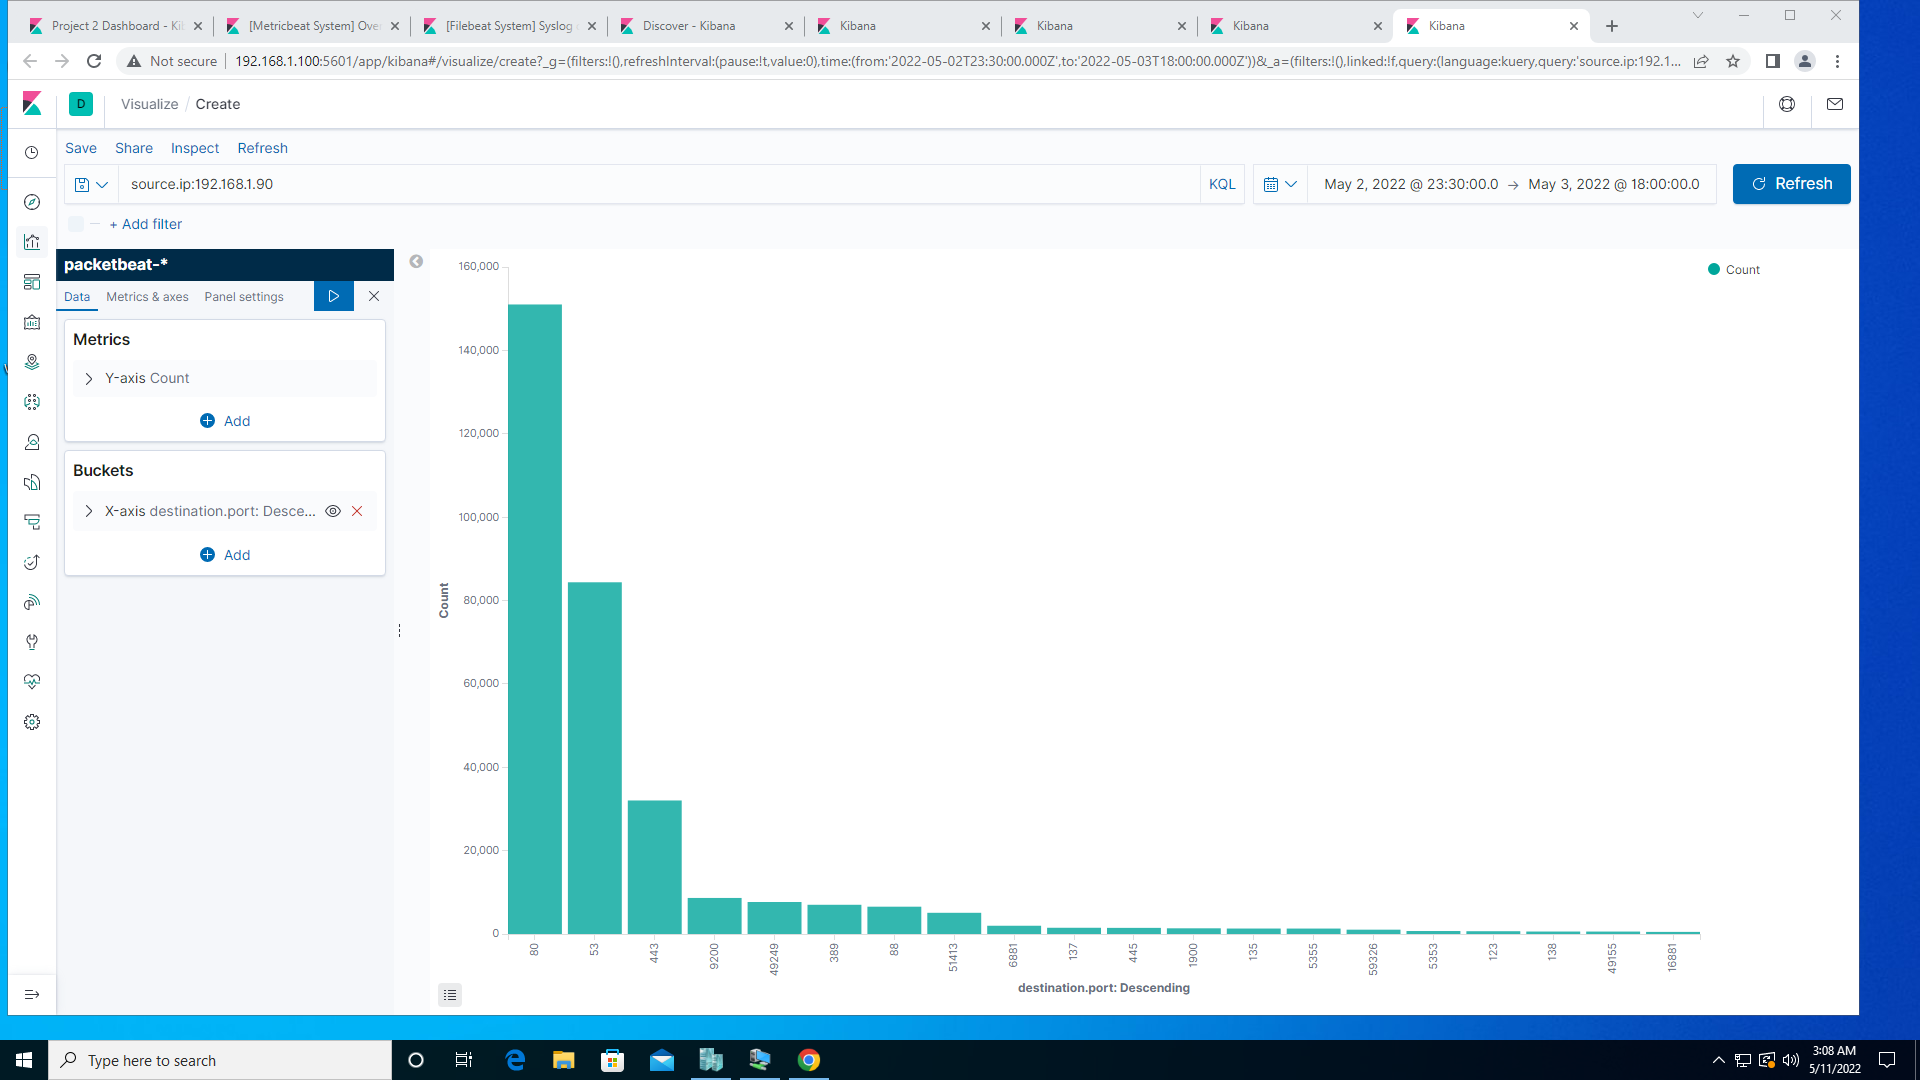 Project 2 Dashboard - Ki
[Metricbeat System] Over
[Filebeat System] Syslog
Discover - Kibana
Kibana
Kibana
Kibana
Kibana
Not secure
192.168.1.100:5601/app/kibana#/visualize/create?_g=(filters:!(),refreshInterval:(pause:!t,value:0),time:(from:'2022-05-02T23:30:00.000Z',to:'2022-05-03T18:00:00.000Z'))&_a=(filters:!(),linked:!f,query:(language:kuery,query:'source.ip:192.1...
D
Visualize / Create
Save Share Inspect Refresh
source.ip:192.168.1.90
KQL
May 2, 2022 @ 23:30:00.0 → May 3, 2022 @ 18:00:00.0
Refresh
+ Add filter
packetbeat-*
Data Metrics & axes Panel settings
Metrics
Y-axis Count
Add
Buckets
X-axis destination.port: Desce...
Add
Count
160,000
140,000
120,000
100,000
80,000
60,000
40,000
20,000
0
Count
80
53
443
9200
49249
389
88
51413
6881
137
445
1900
135
5355
59326
5353
123
138
49155
16881
destination.port: Descending
Type here to search
3:08 AM
5/11/2022